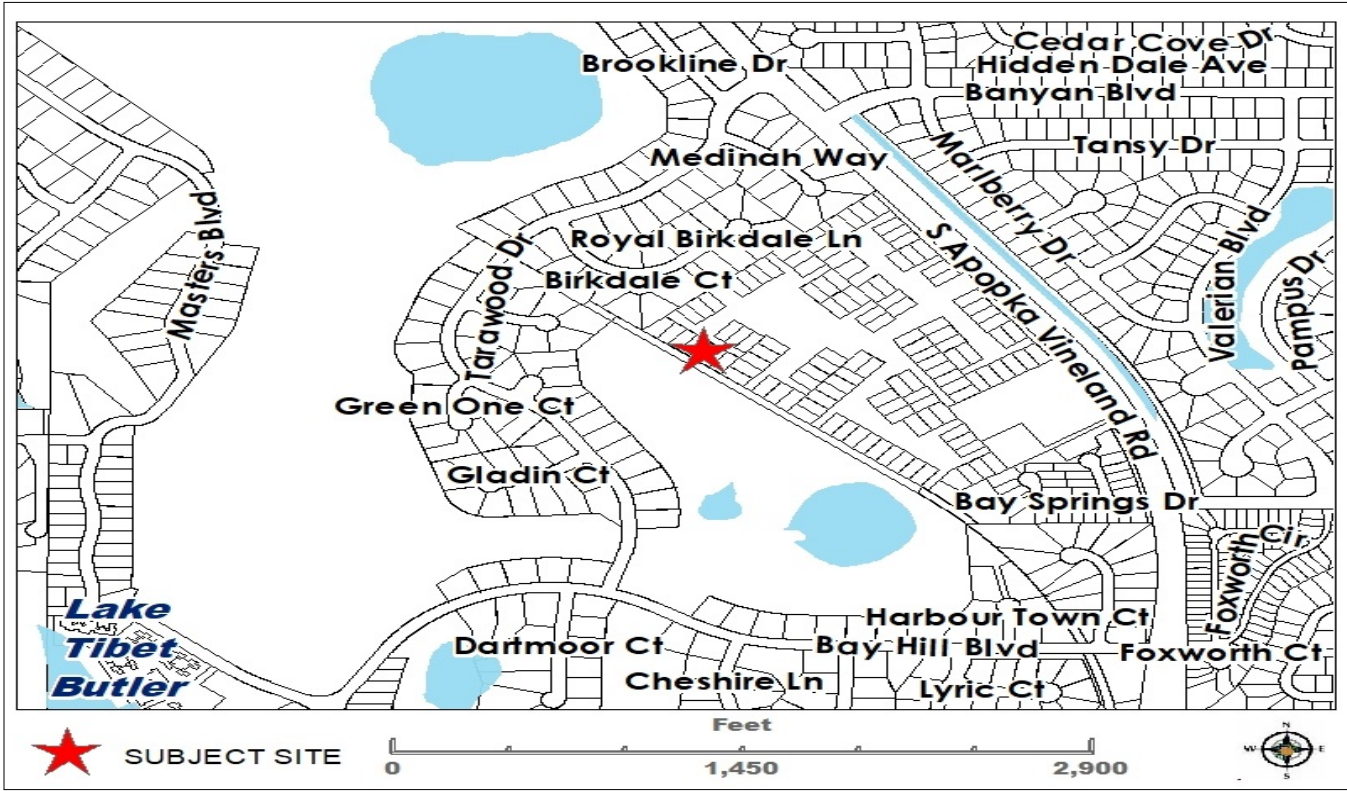 Cedar Cove Dr
Brookline Dr
Hidden Dale Ave
Banyan Blvd
Tansy Dr
Medinah Way
Marlberry Dr
Masters Blvd
Royal Birkdale Ln
S Apopka Vineland Rd
Valerian Blvd
Pampus Dr
Tarawood Dr
Birkdale Ct
Green One Ct
Gladin Ct
Bay Springs Dr
Foxworth Cir
Lake
Tibet
Butler
Harbour Town Ct
Dartmoor Ct
Bay Hill Blvd
Foxworth Ct
Cheshire Ln
Lyric Ct
SUBJECT SITE
Feet
0 1,450 2,900
N
W E
S